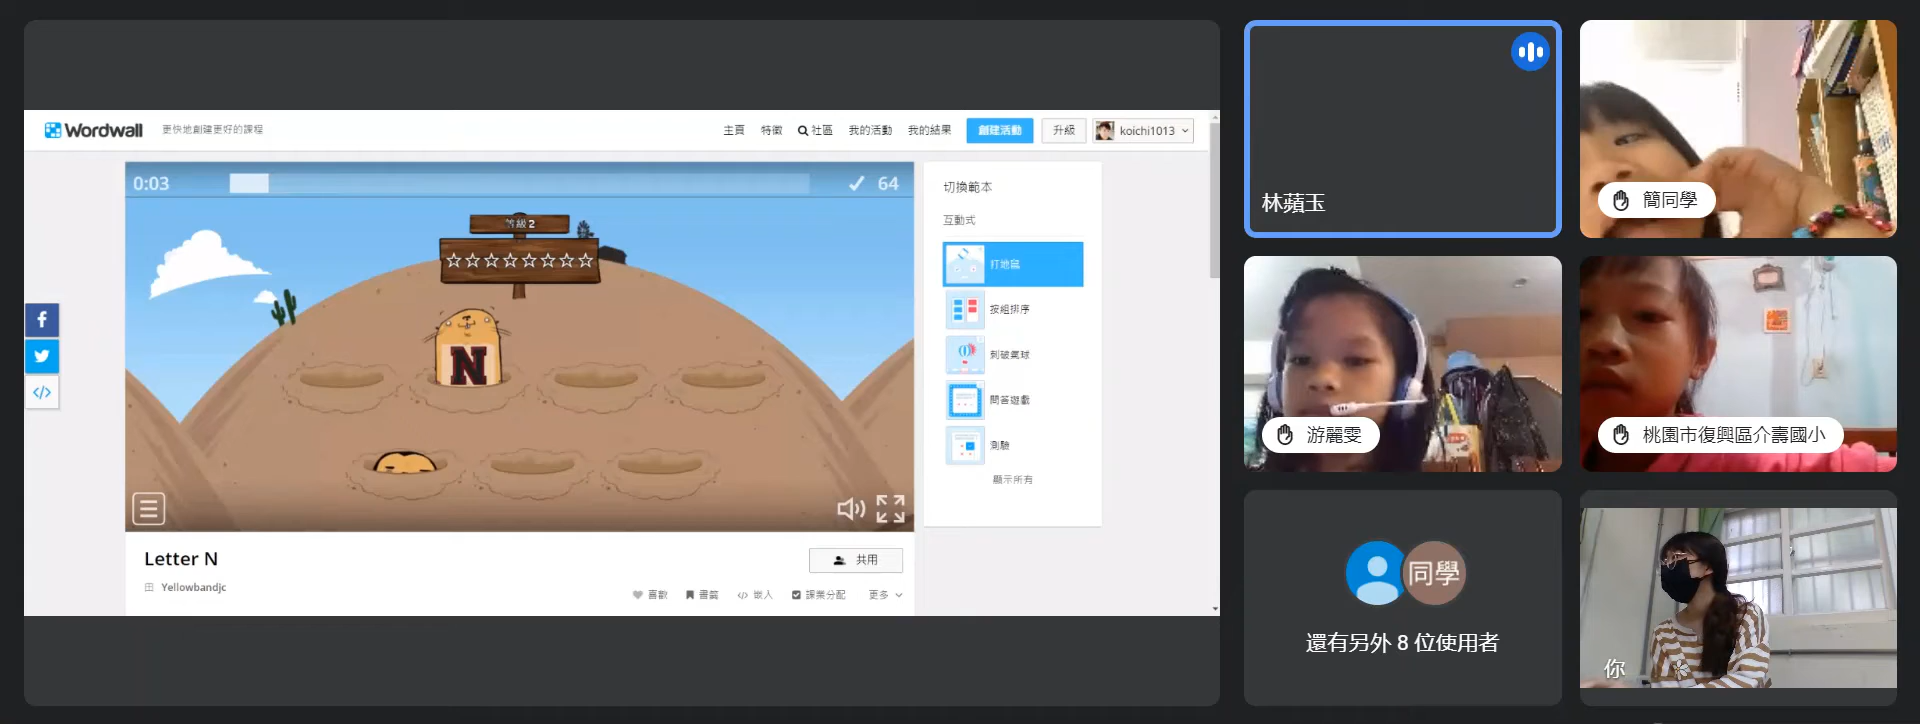 Wordwall 更快地創建更好的課程
主頁 特徵 社區 我的活動 我的結果 創建活動 升級 koichi1013
0:03
64
等級 2
N
切換範本
互動式
打地鼠
按組排序
刺破氣球
問答遊戲
測驗
顯示所有
Letter N
共用
Yellowbandjc
喜歡 書籤 嵌入 課業分配 更多
林蘋玉
簡同學
游麗雯
桃園市復興區介壽國小
同學
還有另外 8 位使用者
你